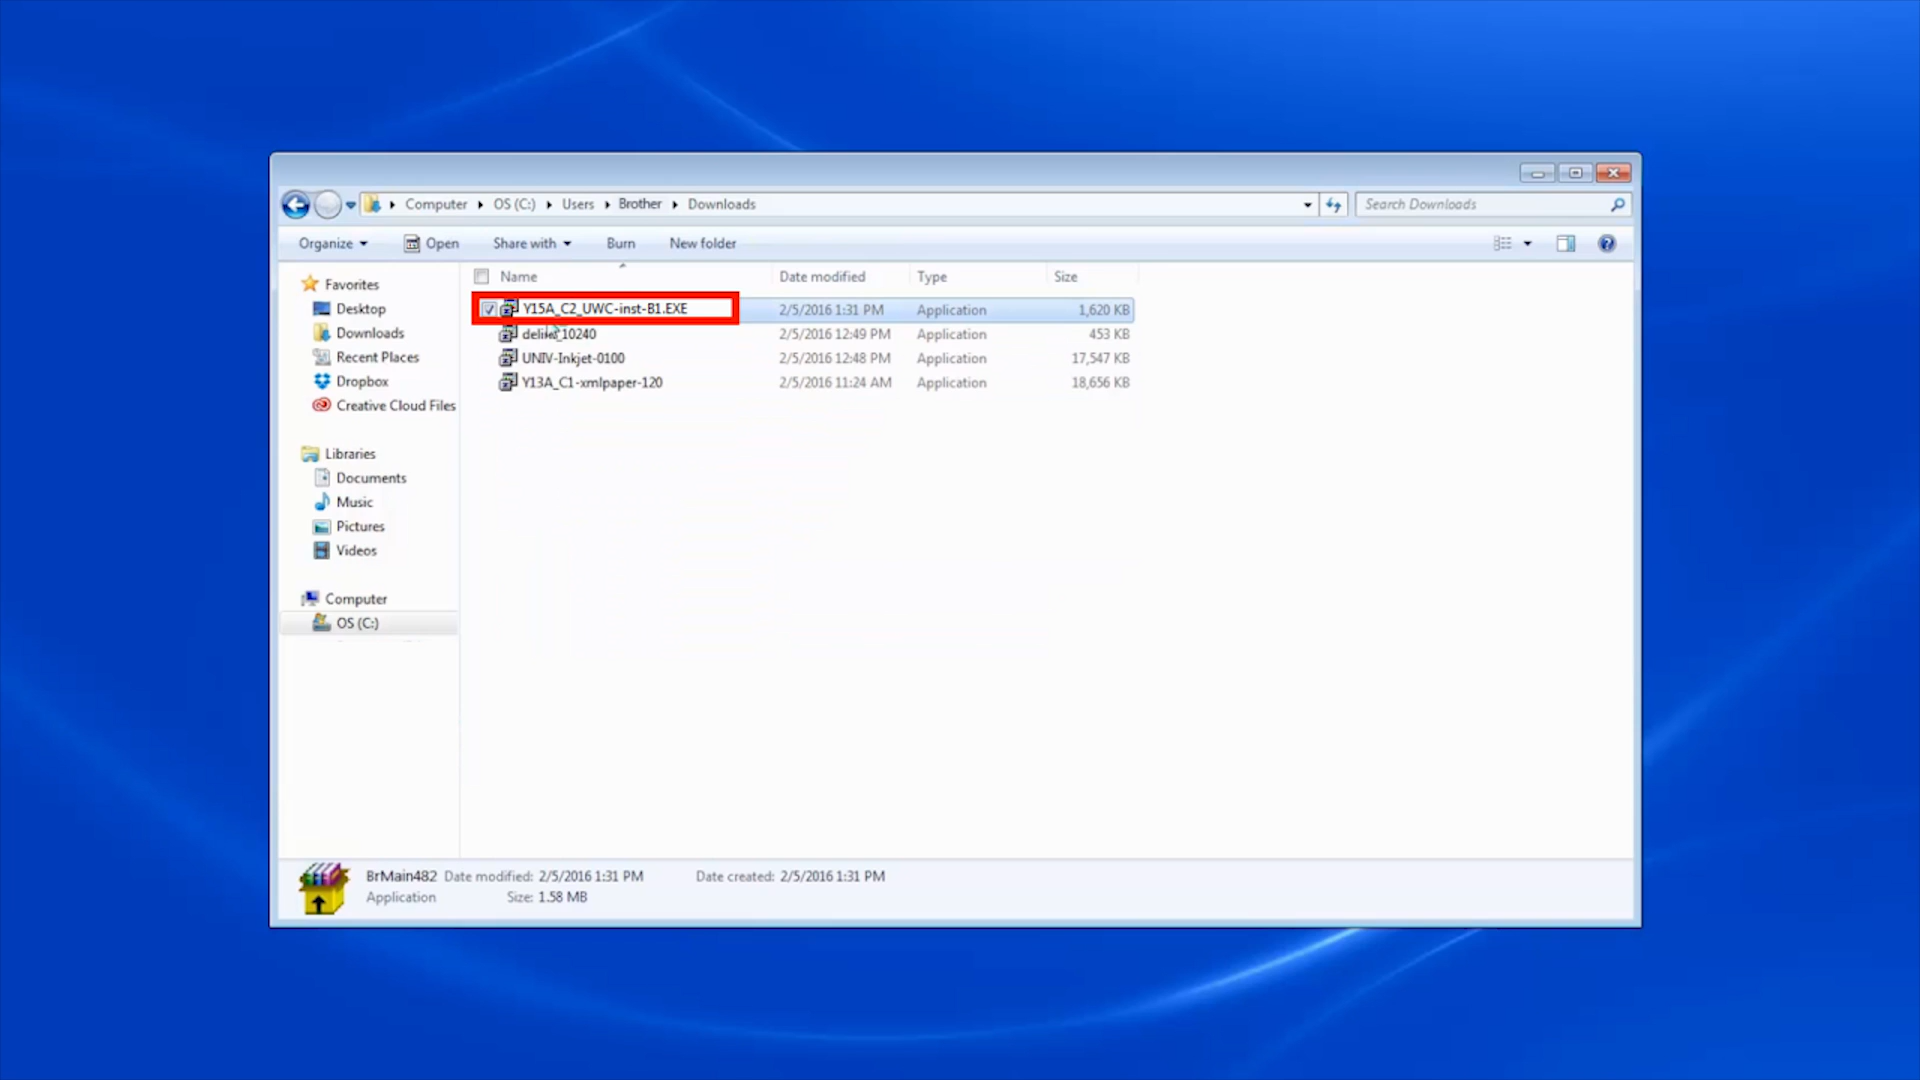 Computer OS (C:) Users Brother Downloads
Search Downloads
Organize Open Share with Burn New folder
Name Date modified Type Size
Favorites
Desktop
Downloads
Recent Places
Dropbox
Creative Cloud Files
Libraries
Documents
Music
Pictures
Videos
Computer
OS (C:)
Y15A_C2_UWC-inst-B1.EXE 2/5/2016 1:31 PM Application 1,620 KB
10240 2/5/2016 12:49 PM Application 453 KB
UNIV-Inkjet-0100 2/5/2016 12:48 PM Application 17,547 KB
Y13A_C1-xmlpaper-120 2/5/2016 11:24 AM Application 18,656 KB
BrMain482 Date modified: 2/5/2016 1:31 PM Date created: 2/5/2016 1:31 PM
Application Size: 1.58 MB